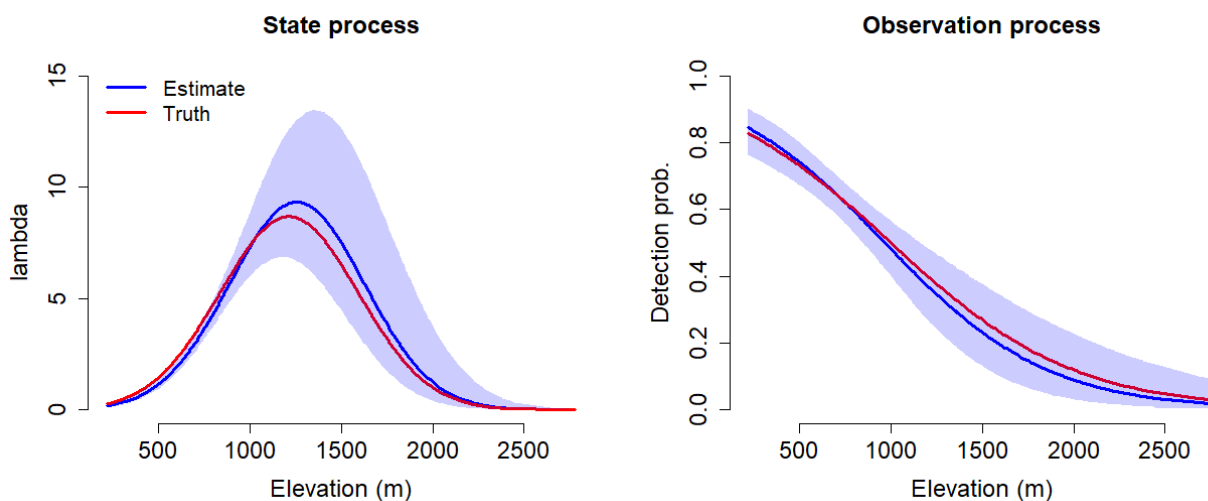 State process
15
10
5
0
lambda
Estimate
Truth
500 1000 1500 2000 2500
Elevation (m)
Observation process
1.0
0.8
0.6
0.4
0.2
0.0
Detection prob.
500 1000 1500 2000 2500
Elevation (m)